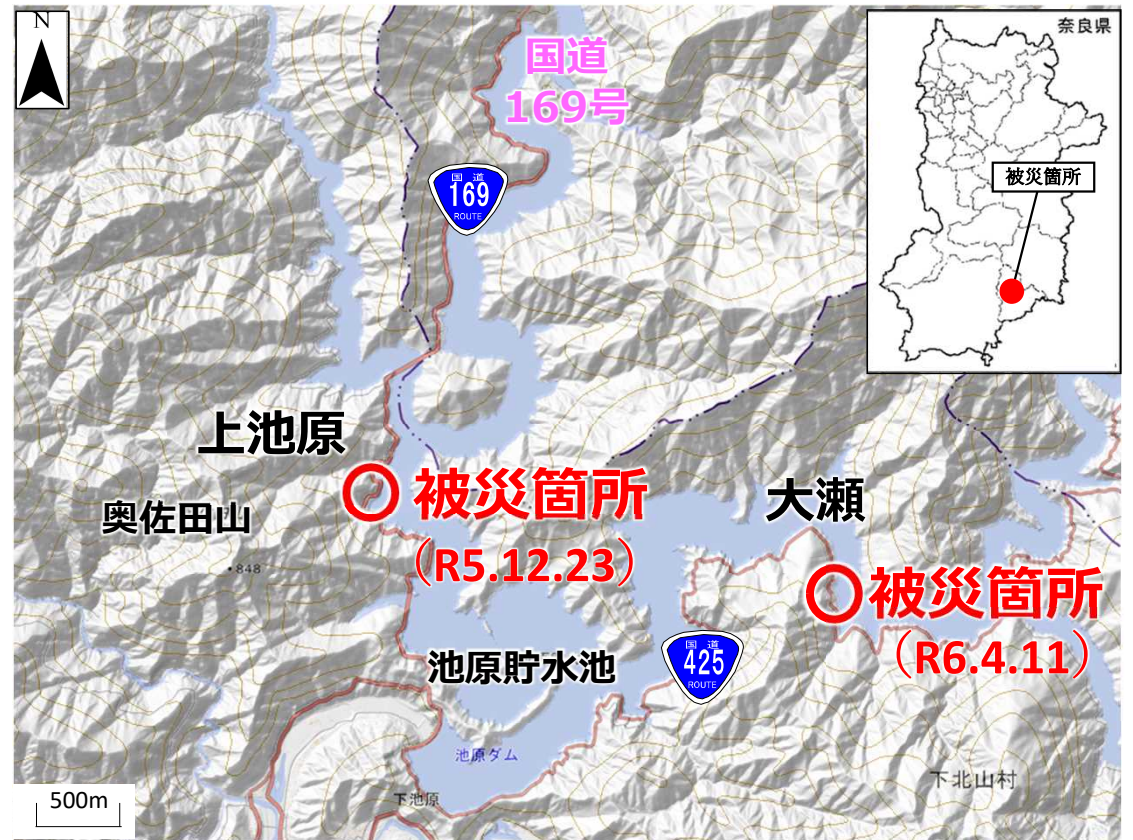 N
奈良県
被災箇所
国道
169号
国道
169
ROUTE
上池原
奥佐田山
848
被災箇所
（R5.12.23）
大瀬
被災箇所
（R6.4.11）
国道
425
ROUTE
池原貯水池
池原ダム
下池原
下北山村
500m